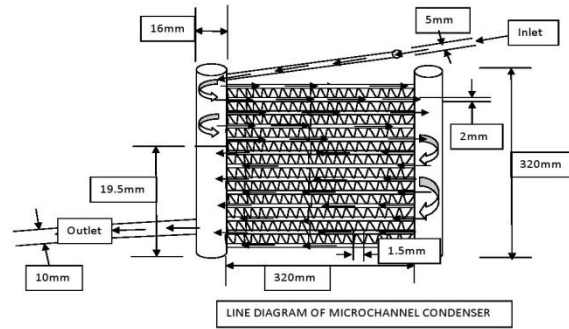 16mm
5mm
Inlet
2mm
320mm
19.5mm
Outlet
1.5mm
10mm
320mm
LINE DIAGRAM OF MICROCHANNEL CONDENSER